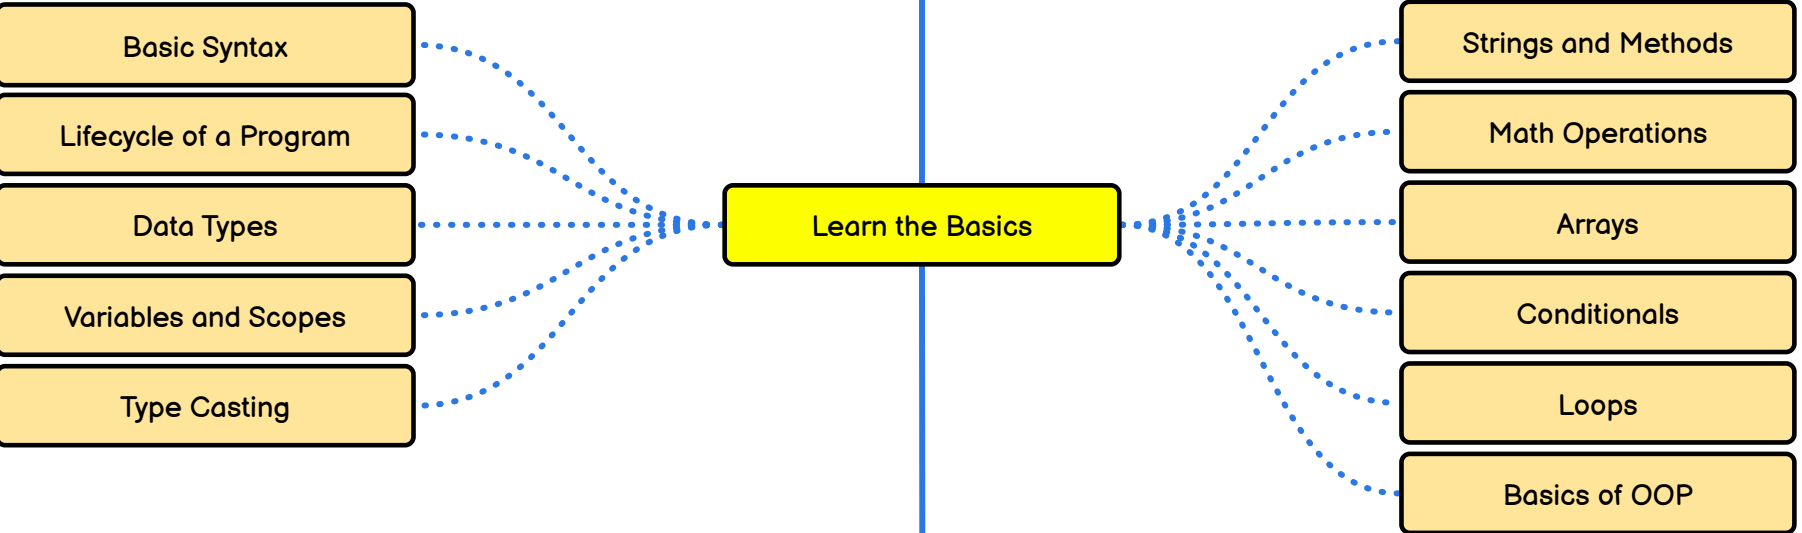 Basic Syntax
Lifecycle of a Program
Data Types
Variables and Scopes
Type Casting
Learn the Basics
Strings and Methods
Math Operations
Arrays
Conditionals
Loops
Basics of OOP